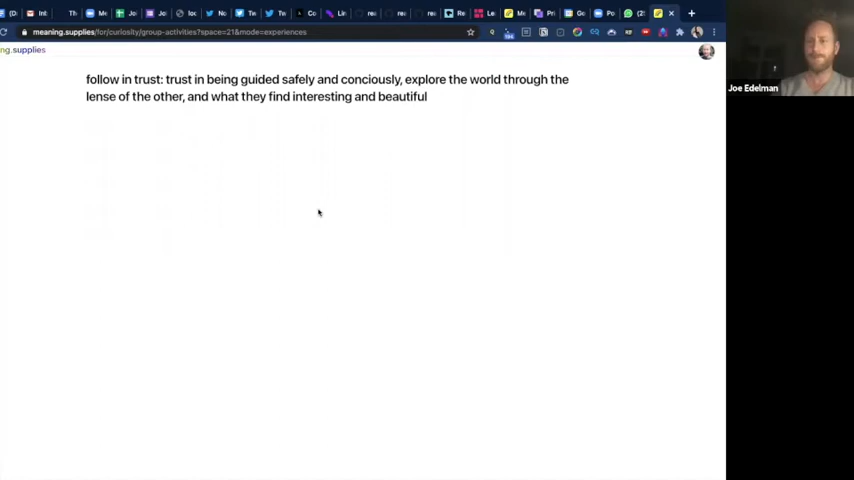 meaning.supplies/for/curiosity/group-activities?space=21&mode=experiences
ng.supplies
follow in trust: trust in being guided safely and conciously, explore the world through the
lense of the other, and what they find interesting and beautiful
Joe Edelman